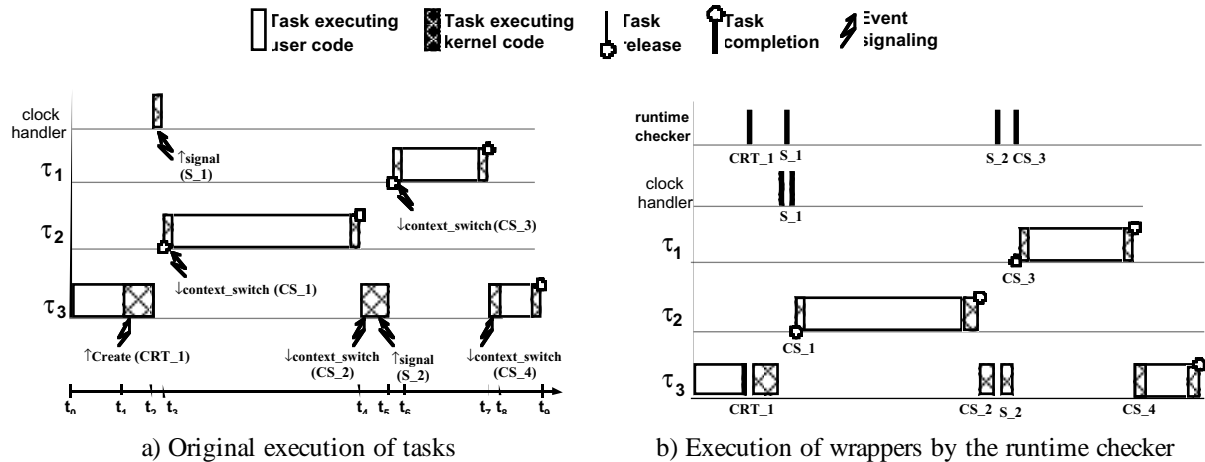 Task executing
user code
Task executing
kernel code
Task
release
Task
completion
Event
signaling
clock
handler
↑signal
(S_1)
τ1
↓context_switch (CS_3)
τ2
↓context_switch (CS_1)
τ3
↑Create (CRT_1)
↓context_switch
(CS_2)
↑signal
(S_2)
↓context_switch
(CS_4)
t0 t1 t2 t3 t4 t5 t6 t7 t8 t9
a) Original execution of tasks
runtime
checker
CRT_1 S_1 S_2 CS_3
clock
handler
S_1
τ1
CS_3
τ2
CS_1
τ3
CRT_1 CS_2 S_2 CS_4
b) Execution of wrappers by the runtime checker